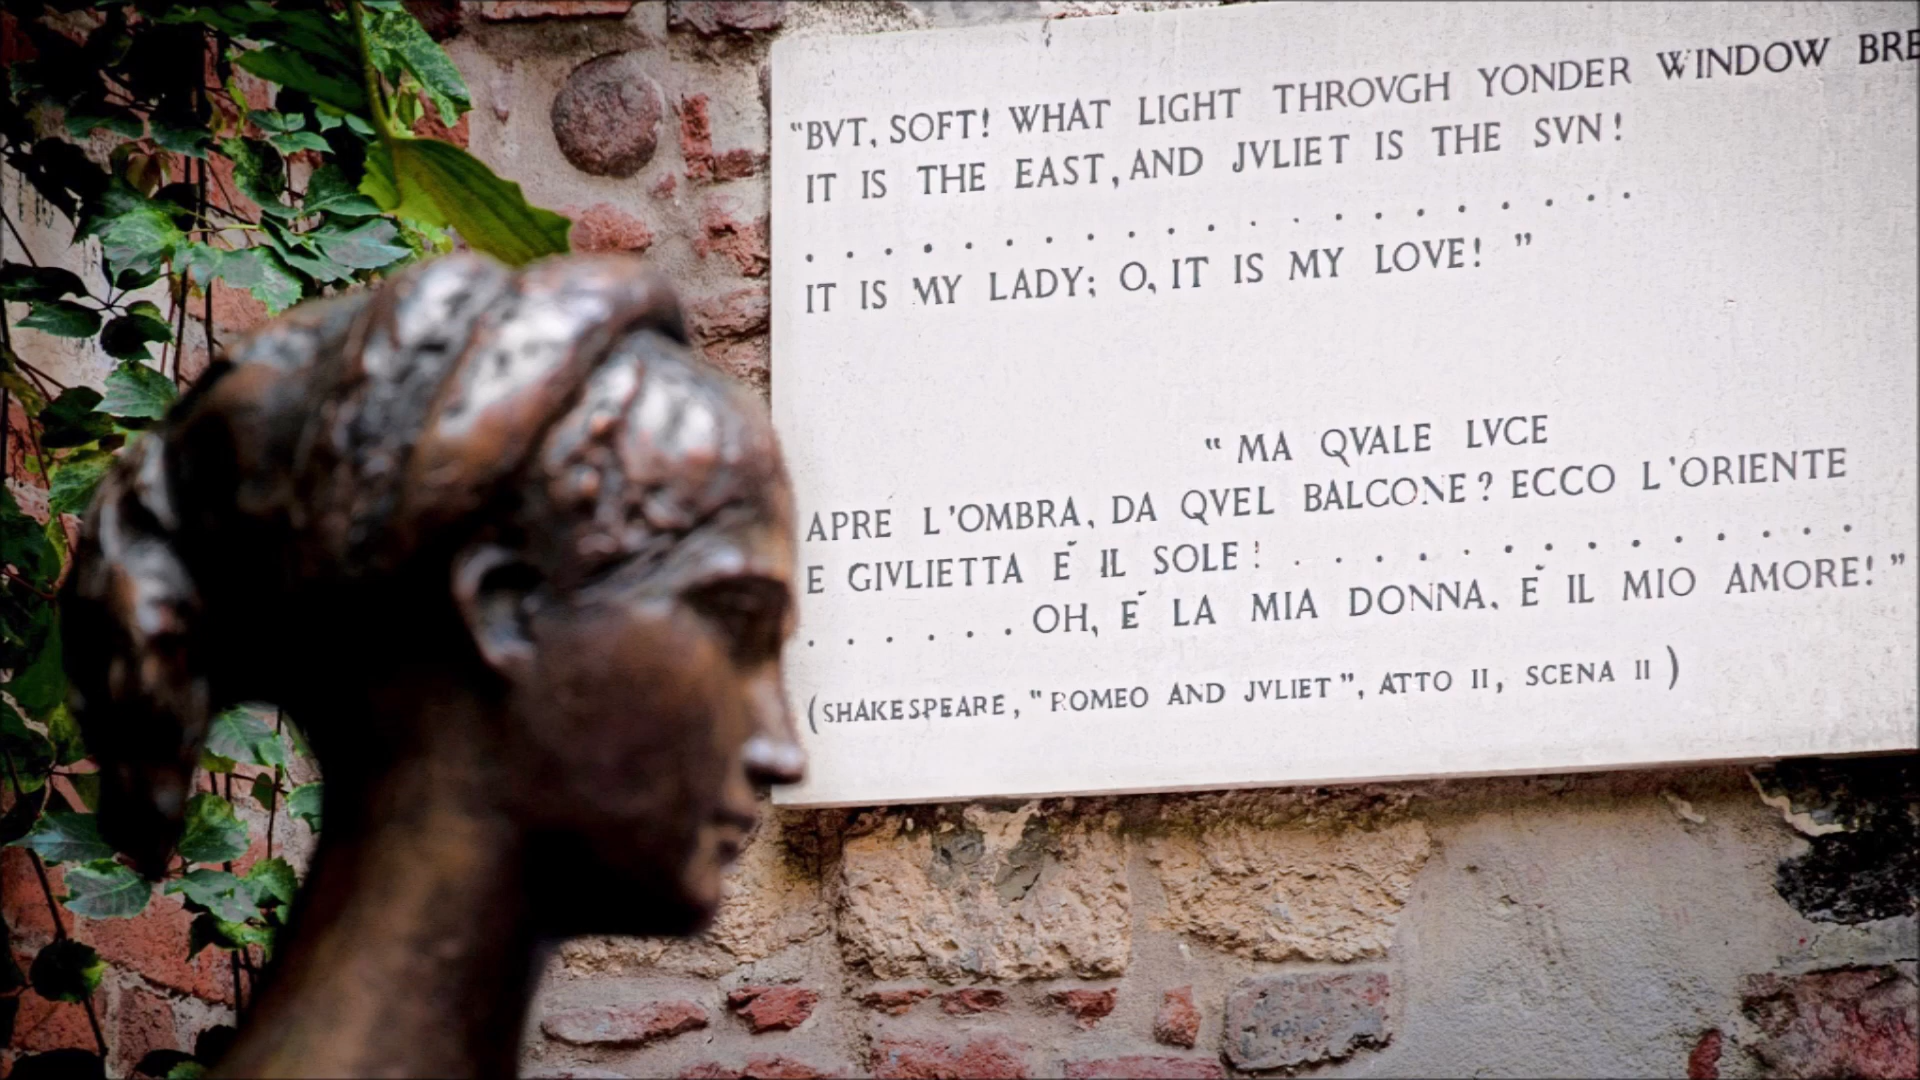 “BVT, SOFT! WHAT LIGHT THROVGH YONDER WINDOW BRE
IT IS THE EAST, AND JVLIET IS THE SVN!
. . . . . . . . . . . . . . . . . . . . .
IT IS MY LADY; O, IT IS MY LOVE! ”
“ MA QVALE LVCE
APRE L'OMBRA, DA QVEL BALCONE? ECCO L'ORIENTE
E GIVLIETTA É IL SOLE! . . . . . . . . . . . . . .
. . . . . . OH, É LA MIA DONNA, É IL MIO AMORE! ”
(SHAKESPEARE, "ROMEO AND JVLIET”, ATTO II, SCENA II )